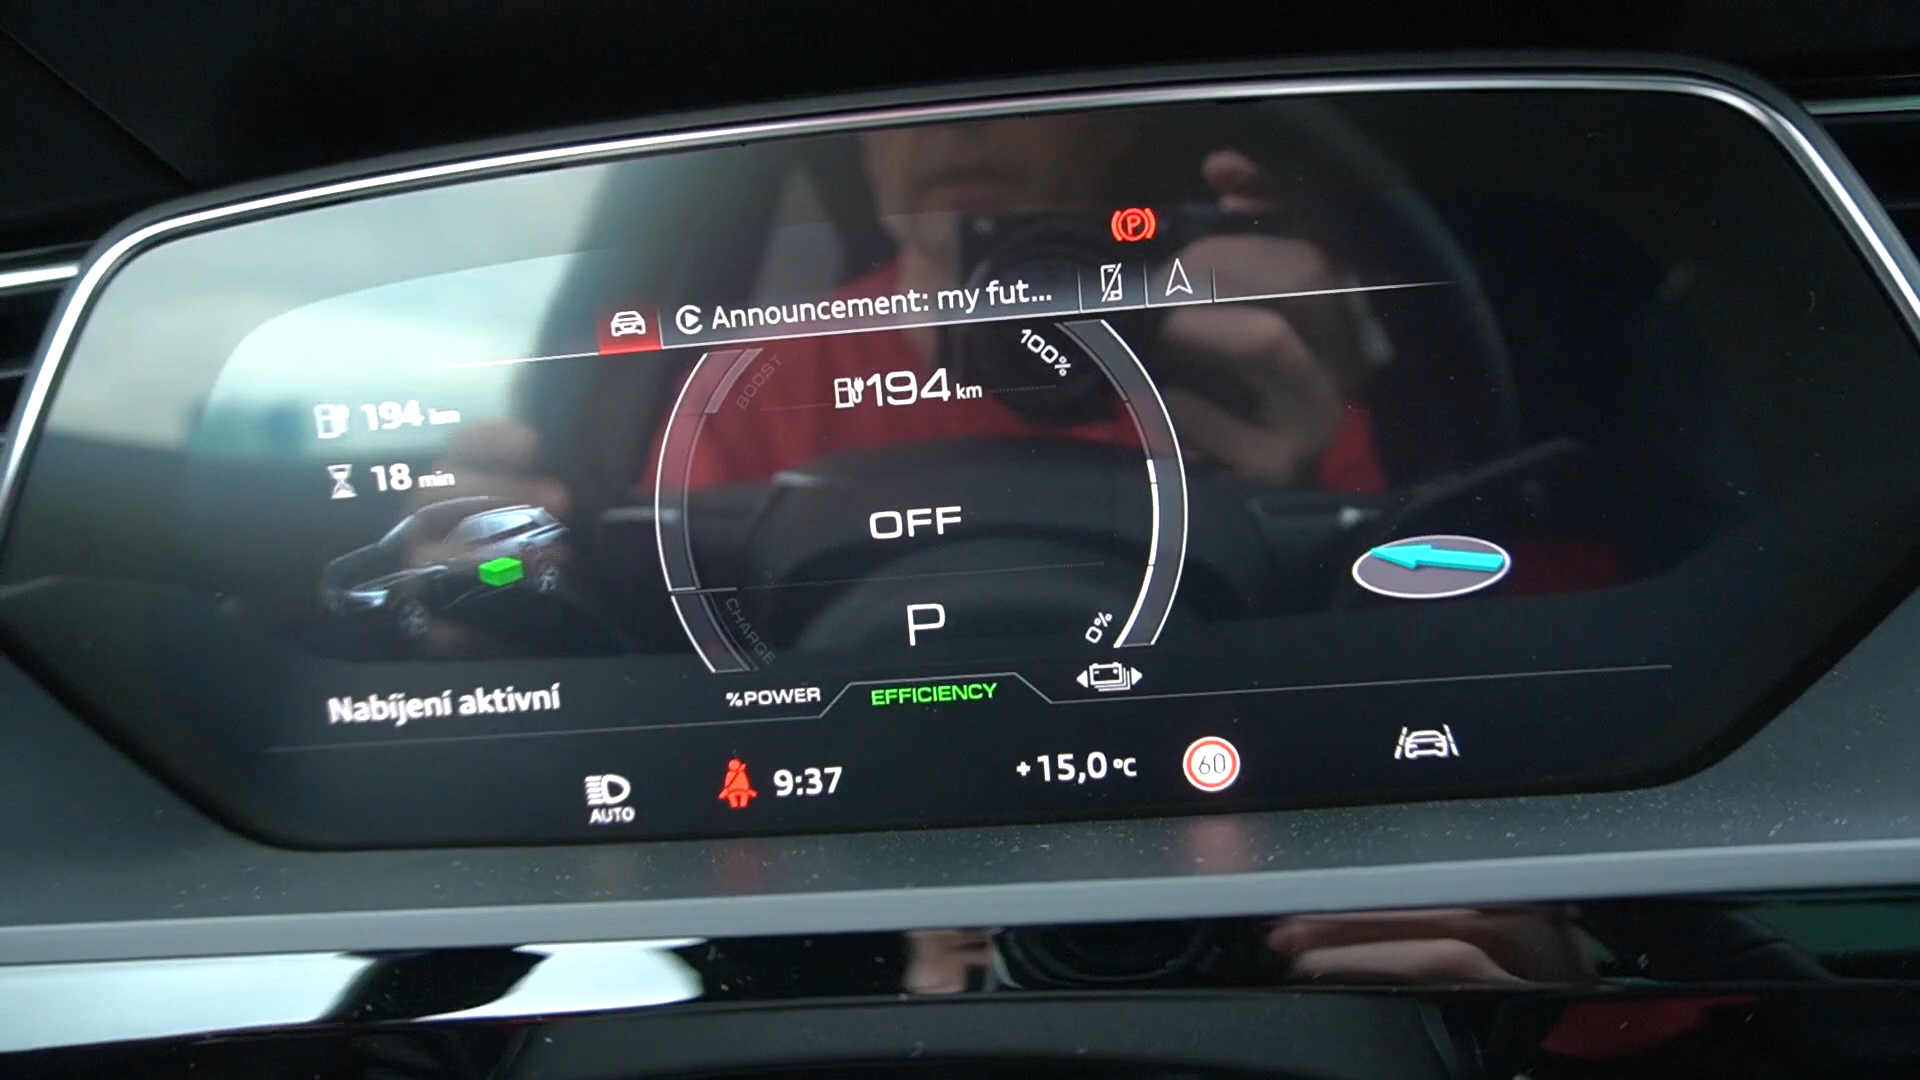 P
Announcement: my fut...
BOOST
100%
194 km
194 km
18 min
OFF
P
CHARGE
0%
Nabíjení aktivní
%POWER
EFFICIENCY
AUTO
9:37
+15,0 °C
60